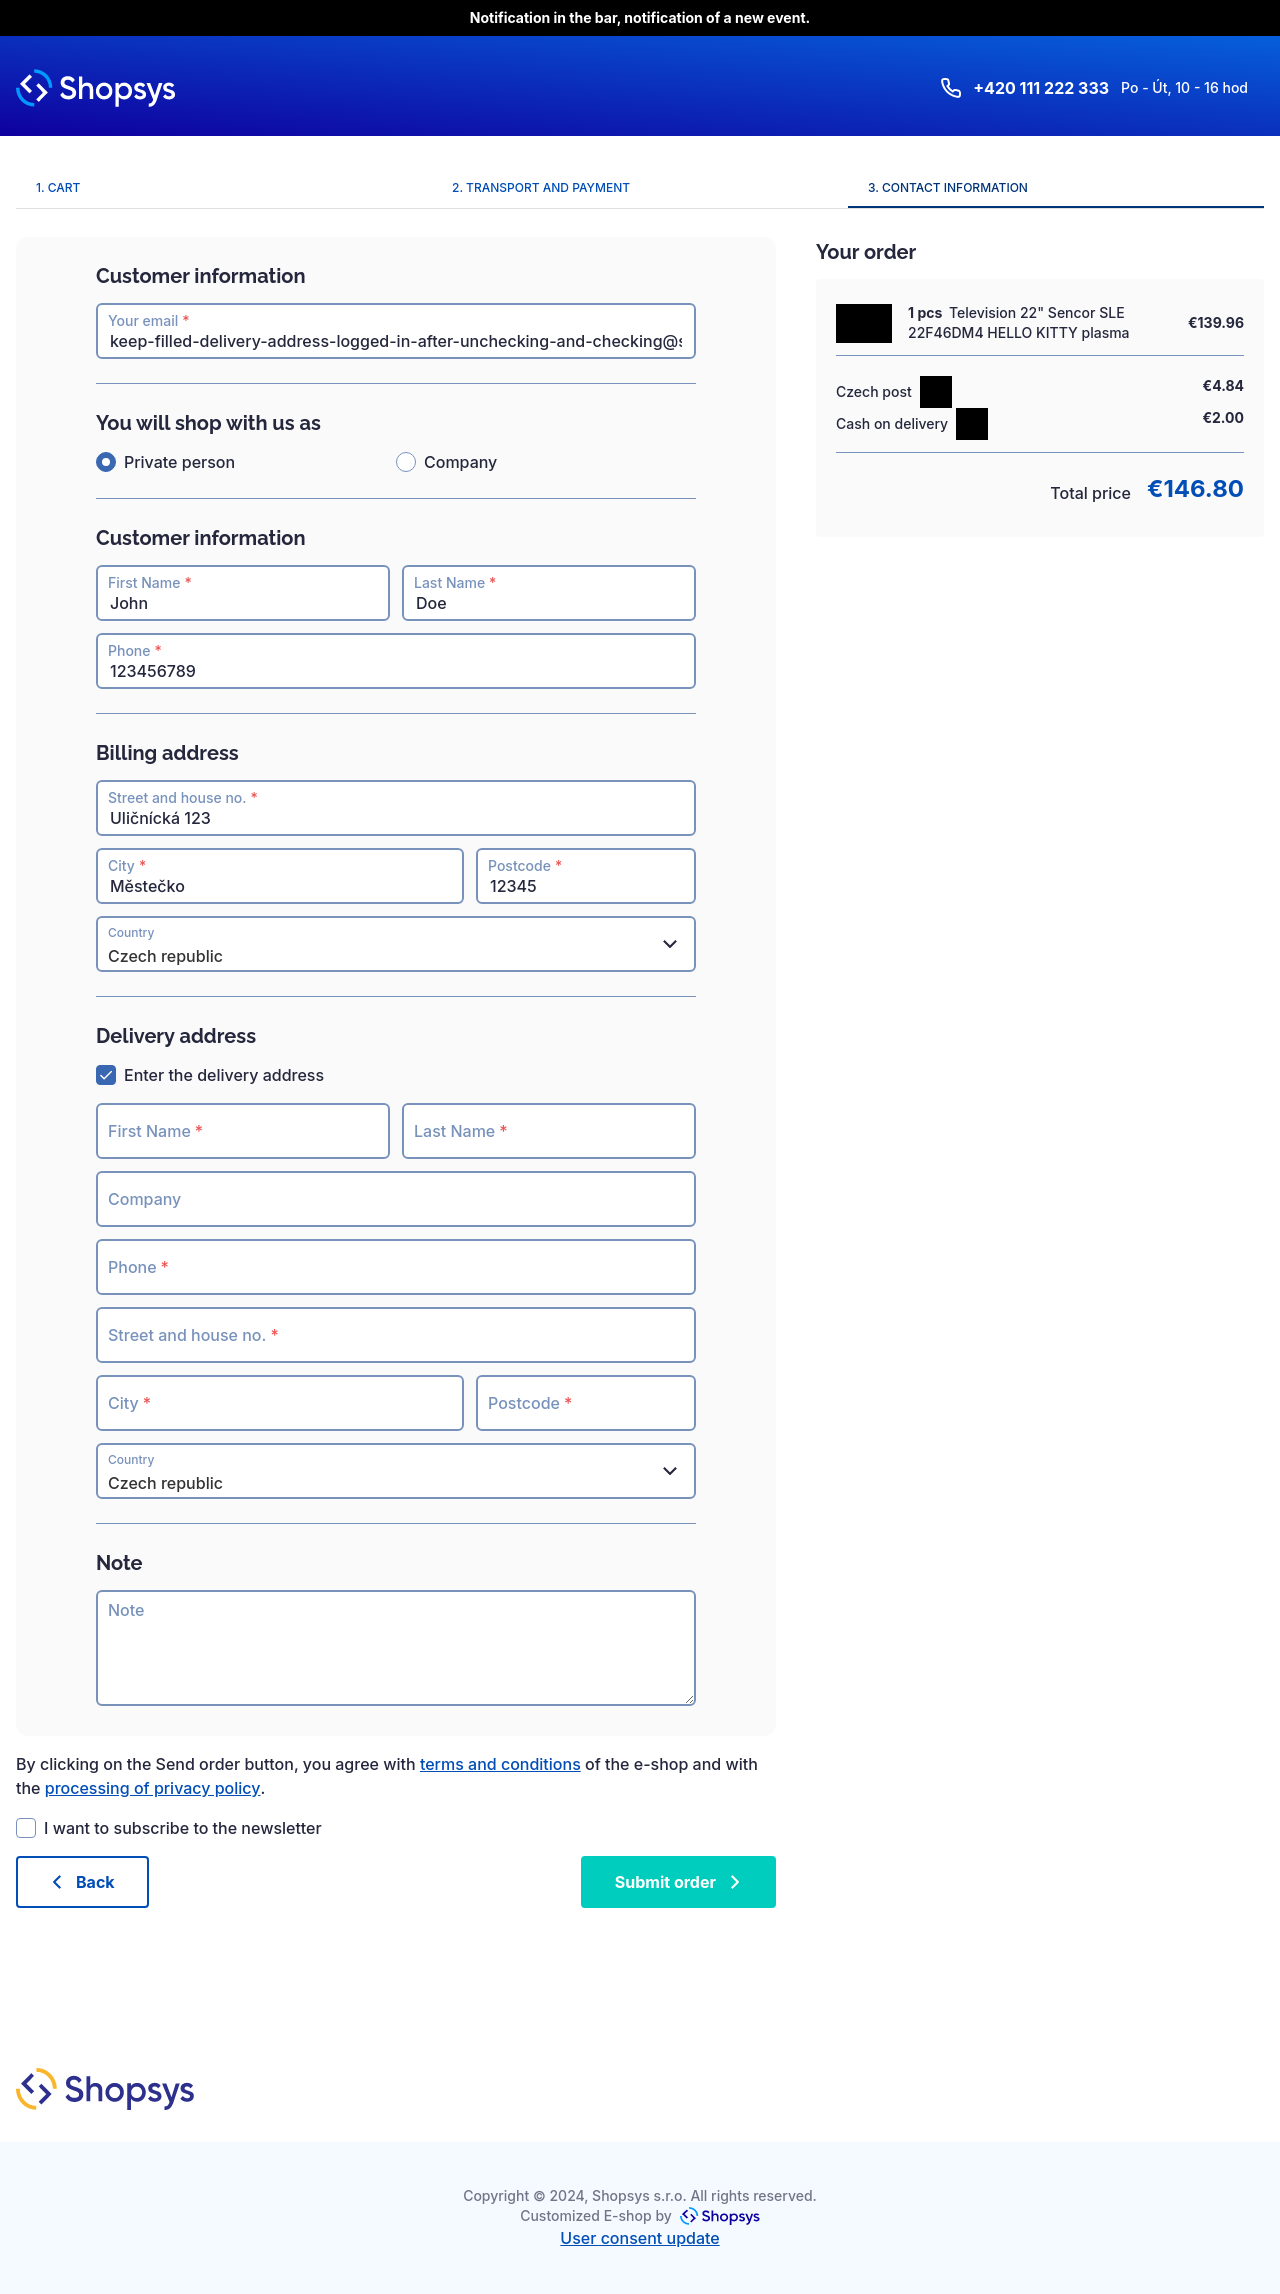 Notification in the bar, notification of a new event.
Shopsys
+420 111 222 333 Po - Út, 10 - 16 hod
1. CART
2. TRANSPORT AND PAYMENT
3. CONTACT INFORMATION
Customer information
Your email *
keep-filled-delivery-address-logged-in-after-unchecking-and-checking@s
You will shop with us as
Private person
Company
Customer information
First Name *
John
Last Name *
Doe
Phone *
123456789
Billing address
Street and house no. *
Uličnícká 123
City *
Městečko
Postcode *
12345
Country
Czech republic
Delivery address
Enter the delivery address
First Name *
Last Name *
Company
Phone *
Street and house no. *
City *
Postcode *
Country
Czech republic
Note
Note
By clicking on the Send order button, you agree with terms and conditions of the e-shop and with
the processing of privacy policy.
I want to subscribe to the newsletter
Back
Submit order
Your order
1 pcs Television 22" Sencor SLE
22F46DM4 HELLO KITTY plasma
€139.96
Czech post
€4.84
Cash on delivery
€2.00
Total price €146.80
Shopsys
Copyright © 2024, Shopsys s.r.o. All rights reserved.
Customized E-shop by Shopsys
User consent update